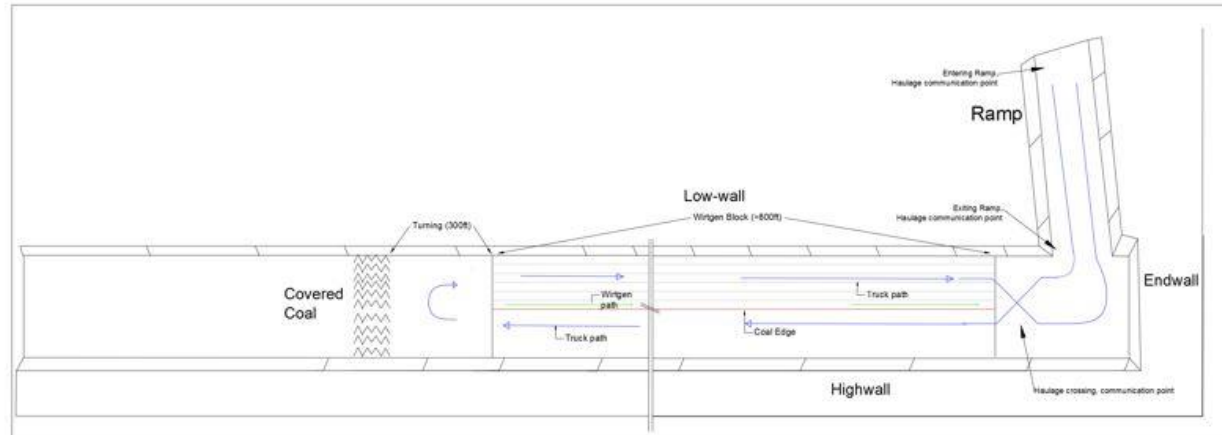 Entering Ramp,
Haulage communication point
Ramp
Low-wall
Exiting Ramp,
Haulage communication point
Turning (300ft)
Wirtgen Block (>800ft)
Endwall
Covered
Coal
Wirtgen
path
Truck path
Truck path
Coal Edge
Highwall
Haulage crossing, communication point